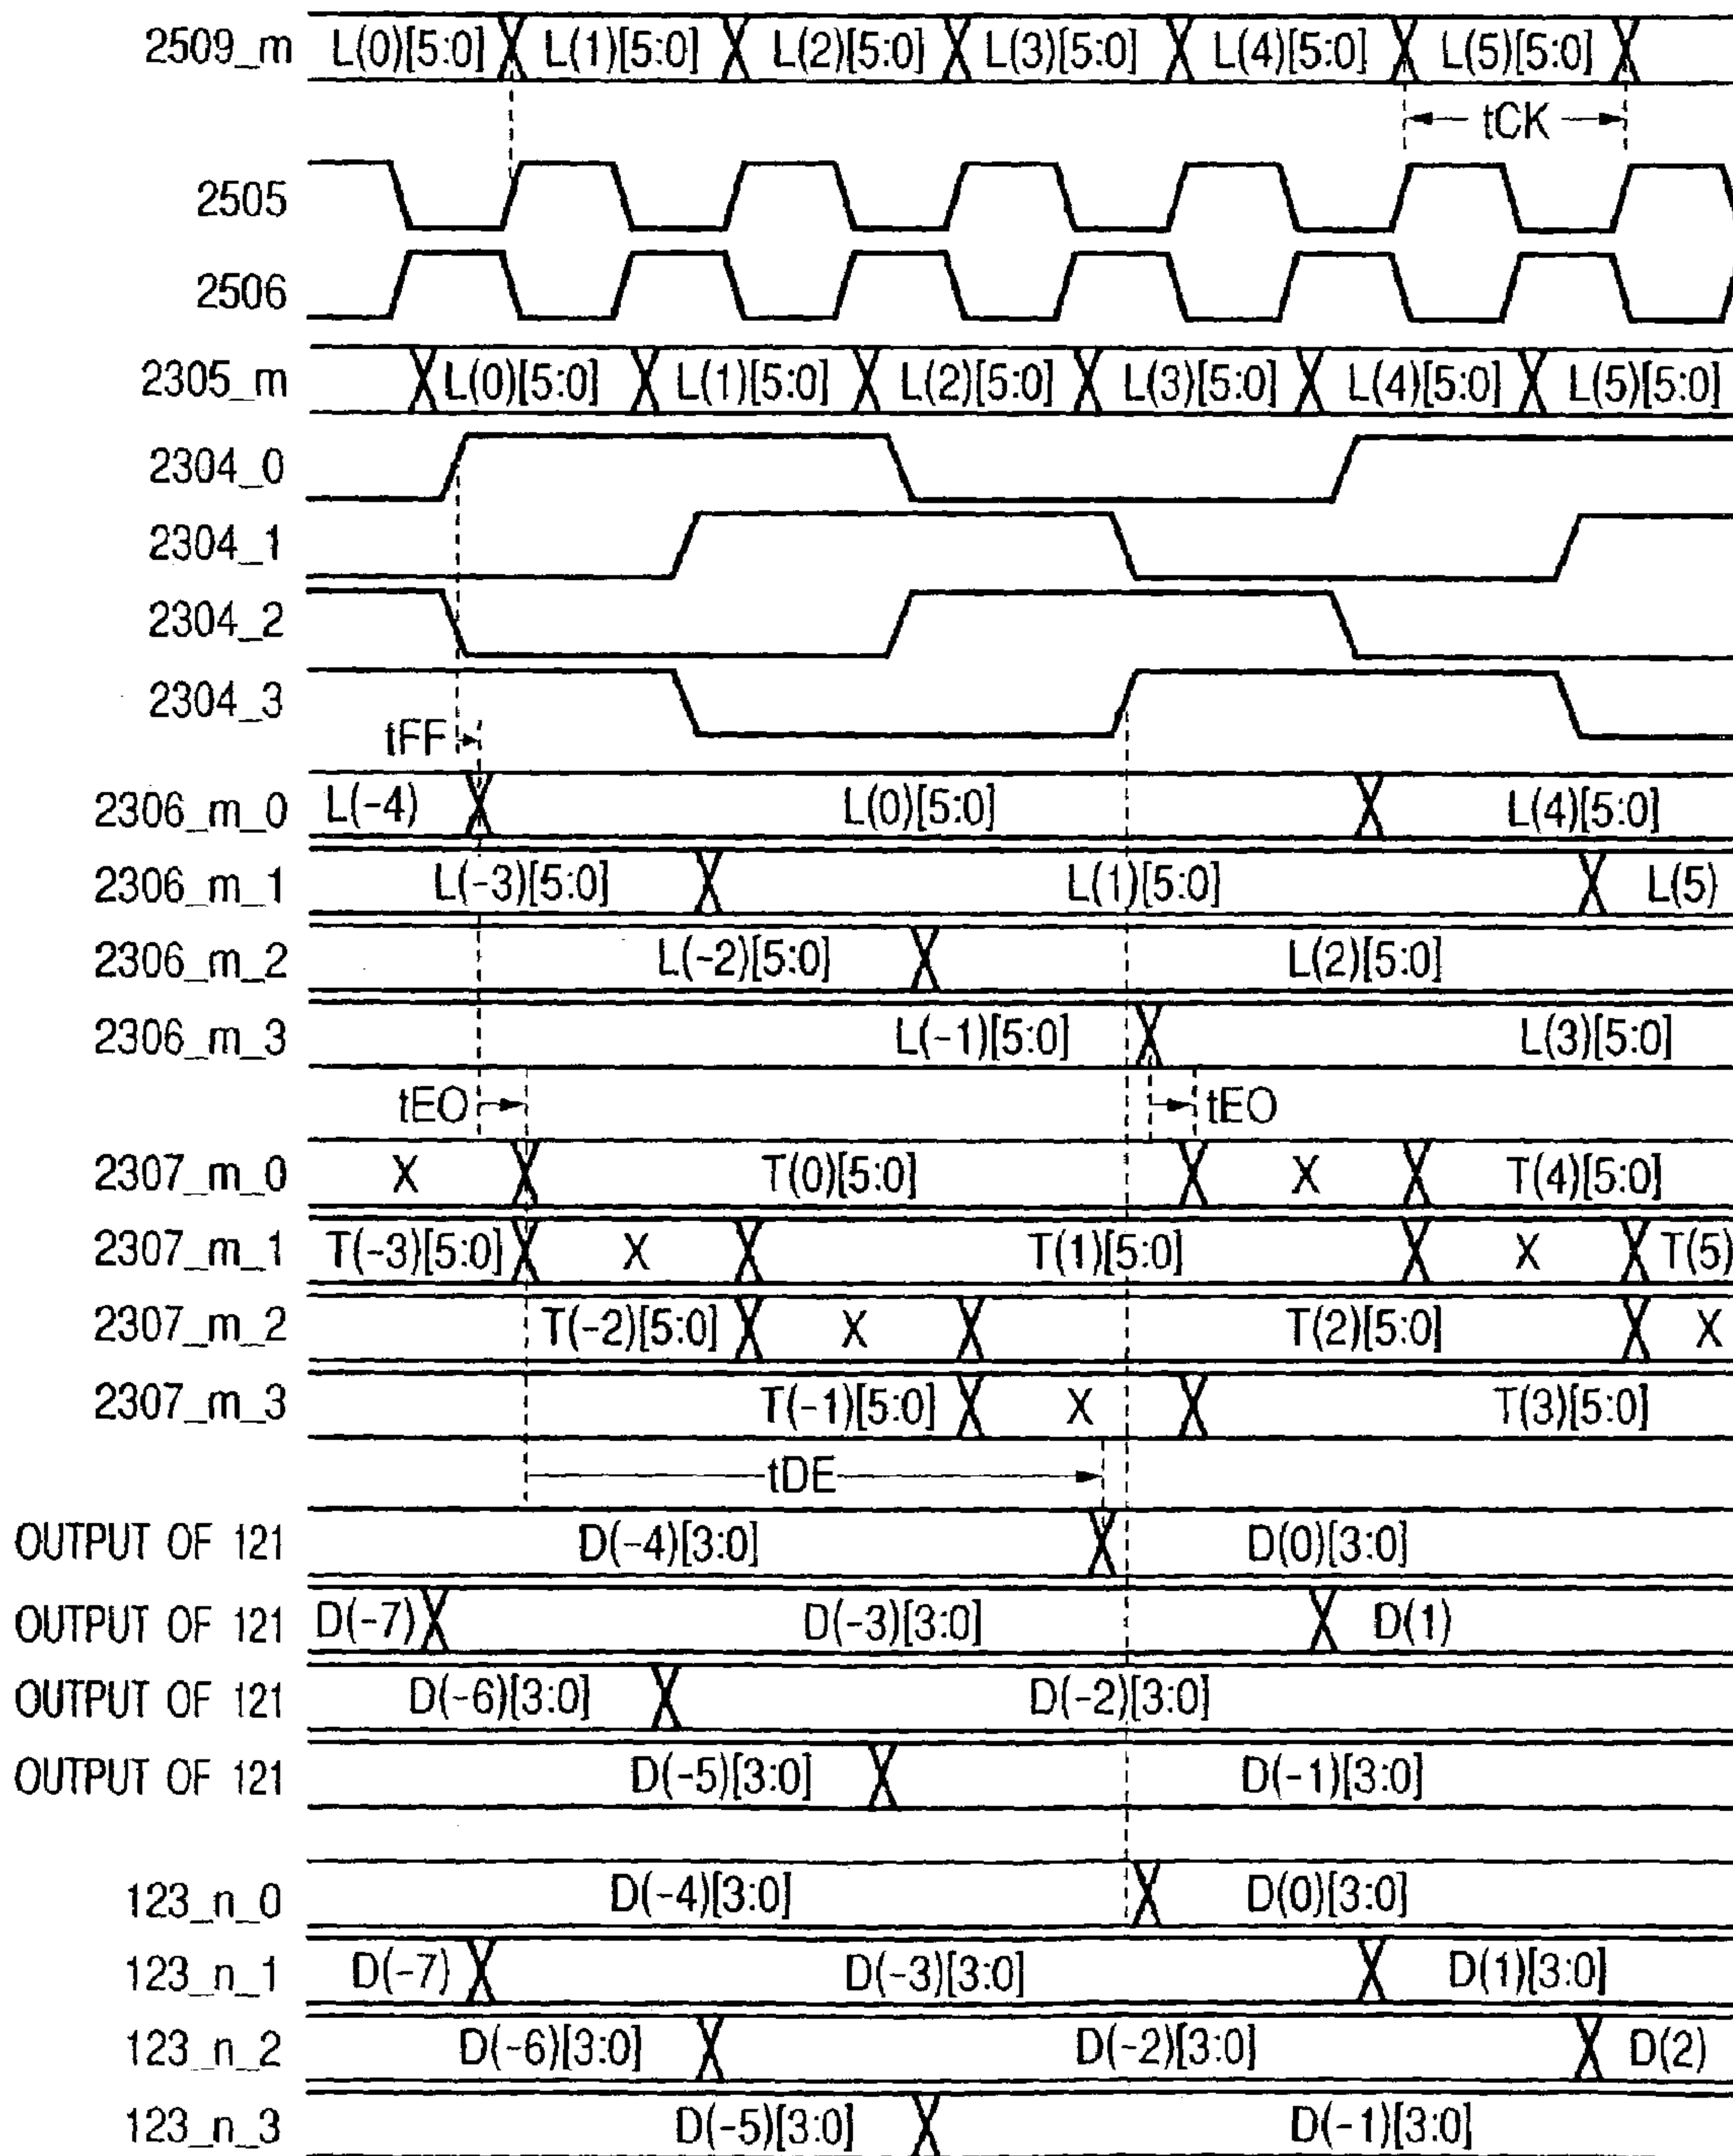 2509_m L(0)[5:0] L(1)[5:0] L(2)[5:0] L(3)[5:0] L(4)[5:0] L(5)[5:0]
tCK
2505
2506
2305_m L(0)[5:0] L(1)[5:0] L(2)[5:0] L(3)[5:0] L(4)[5:0] L(5)[5:0]
2304_0
2304_1
2304_2
2304_3
tFF
2306_m_0 L(-4) L(0)[5:0] L(4)[5:0]
2306_m_1 L(-3)[5:0] L(1)[5:0] L(5)
2306_m_2 L(-2)[5:0] L(2)[5:0]
2306_m_3 L(-1)[5:0] L(3)[5:0]
tEO tEO
2307_m_0 X T(0)[5:0] X T(4)[5:0]
2307_m_1 T(-3)[5:0] X T(1)[5:0] X T(5)
2307_m_2 T(-2)[5:0] X T(2)[5:0] X
2307_m_3 T(-1)[5:0] X T(3)[5:0]
tDE
OUTPUT OF 121 D(-4)[3:0] D(0)[3:0]
OUTPUT OF 121 D(-7) D(-3)[3:0] D(1)
OUTPUT OF 121 D(-6)[3:0] D(-2)[3:0]
OUTPUT OF 121 D(-5)[3:0] D(-1)[3:0]
123_n_0 D(-4)[3:0] D(0)[3:0]
123_n_1 D(-7) D(-3)[3:0] D(1)[3:0]
123_n_2 D(-6)[3:0] D(-2)[3:0] D(2)
123_n_3 D(-5)[3:0] D(-1)[3:0]